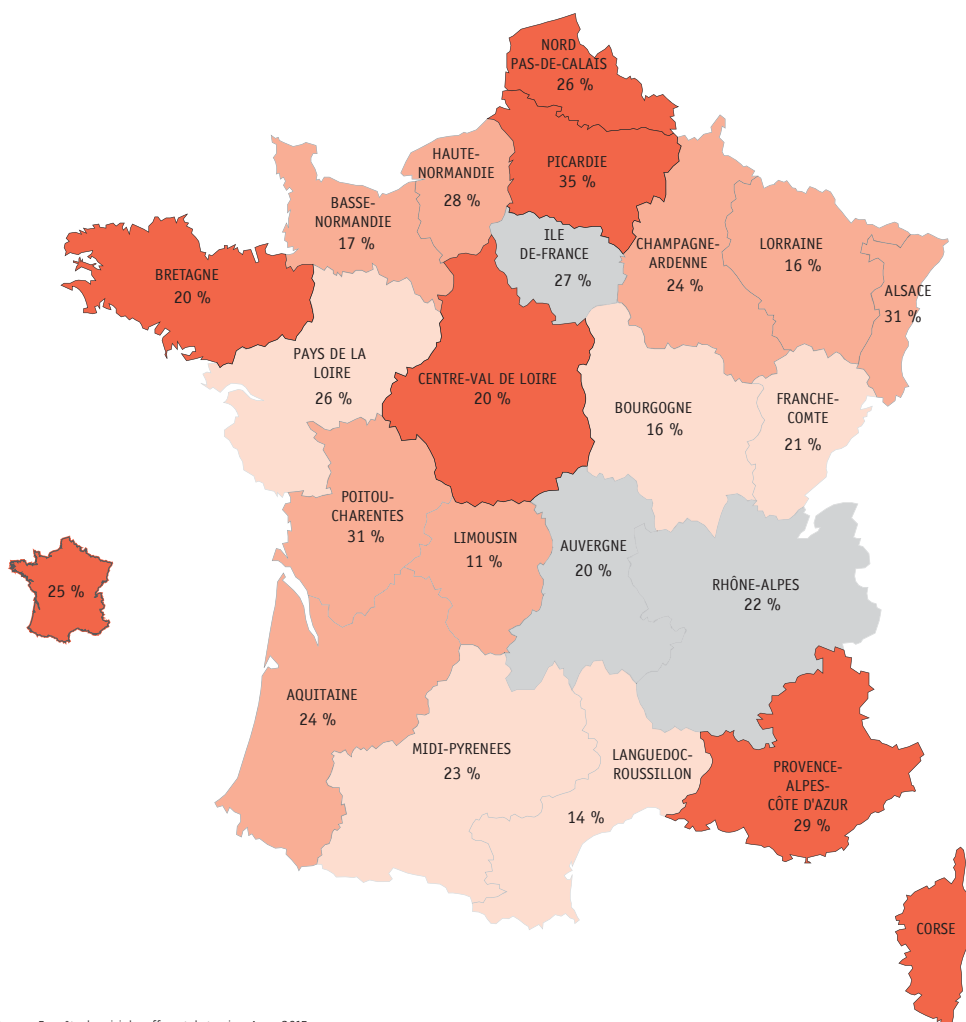 NORD
PAS-DE-CALAIS
26 %
PICARDIE
35 %
HAUTE-
NORMANDIE
28 %
BASSE-
NORMANDIE
17 %
ILE
DE-FRANCE
27 %
CHAMPAGNE-
ARDENNE
24 %
LORRAINE
16 %
ALSACE
31 %
BRETAGNE
20 %
PAYS DE LA
LOIRE
26 %
CENTRE-VAL DE LOIRE
20 %
BOURGOGNE
16 %
FRANCHE-
COMTE
21 %
POITOU-
CHARENTES
31 %
LIMOUSIN
11 %
AUVERGNE
20 %
RHÔNE-ALPES
22 %
25 %
AQUITAINE
24 %
MIDI-PYRENEES
23 %
LANGUEDOC-
ROUSSILLON
14 %
PROVENCE-
ALPES-
CÔTE D'AZUR
29 %
CORSE